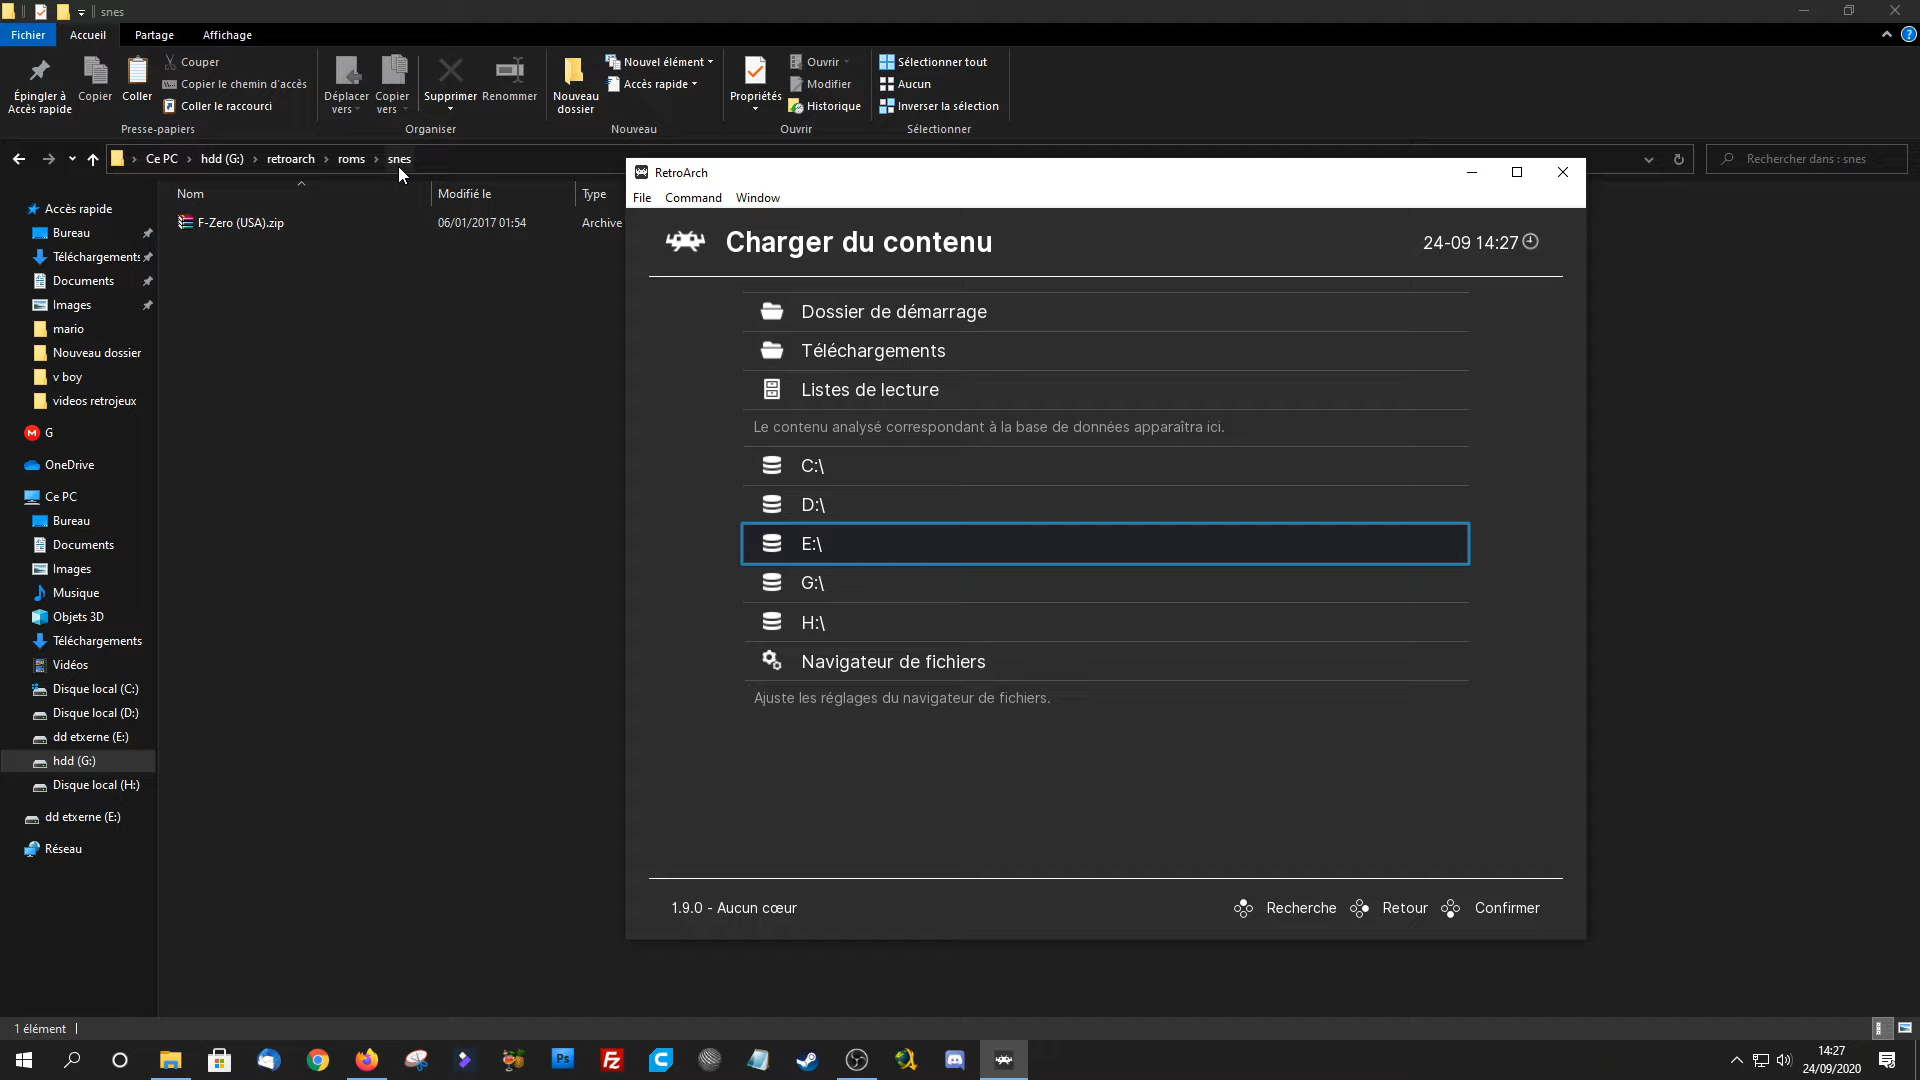 snes
Fichier Accueil Partage Affichage
Épingler à
Accès rapide
Copier
Coller
Couper
Copier le chemin d'accès
Coller le raccourci
Presse-papiers
Déplacer
vers
Copier
vers
Supprimer
Renommer
Organiser
Nouveau
dossier
Nouvel élément
Accès rapide
Nouveau
Propriétés
Ouvrir
Modifier
Historique
Ouvrir
Sélectionner tout
Aucun
Inverser la sélection
Sélectionner
Ce PC > hdd (G:) > retroarch > roms > snes
Rechercher dans : snes
Nom Modifié le Type
F-Zero (USA).zip 06/01/2017 01:54 Archive
Accès rapide
Bureau
Téléchargements
Documents
Images
mario
Nouveau dossier
v boy
videos retrojeux
G
OneDrive
Ce PC
Bureau
Documents
Images
Musique
Objets 3D
Téléchargements
Vidéos
Disque local (C:)
Disque local (D:)
dd etxerne (E:)
hdd (G:)
Disque local (H:)
dd etxerne (E:)
Réseau
RetroArch
File Command Window
Charger du contenu
24-09 14:27
Dossier de démarrage
Téléchargements
Listes de lecture
Le contenu analysé correspondant à la base de données apparaîtra ici.
C:\
D:\
E:\
G:\
H:\
Navigateur de fichiers
Ajuste les réglages du navigateur de fichiers.
1.9.0 - Aucun cœur
Recherche Retour Confirmer
1 élément
Ps
14:27
24/09/2020